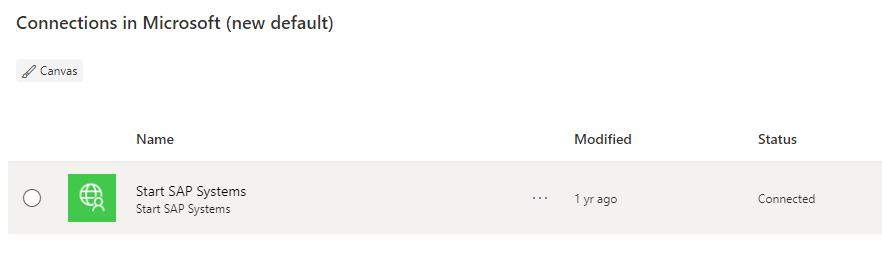 Connections in Microsoft (new default)
Canvas
Name Modified Status
Start SAP Systems ... 1 yr ago Connected
Start SAP Systems